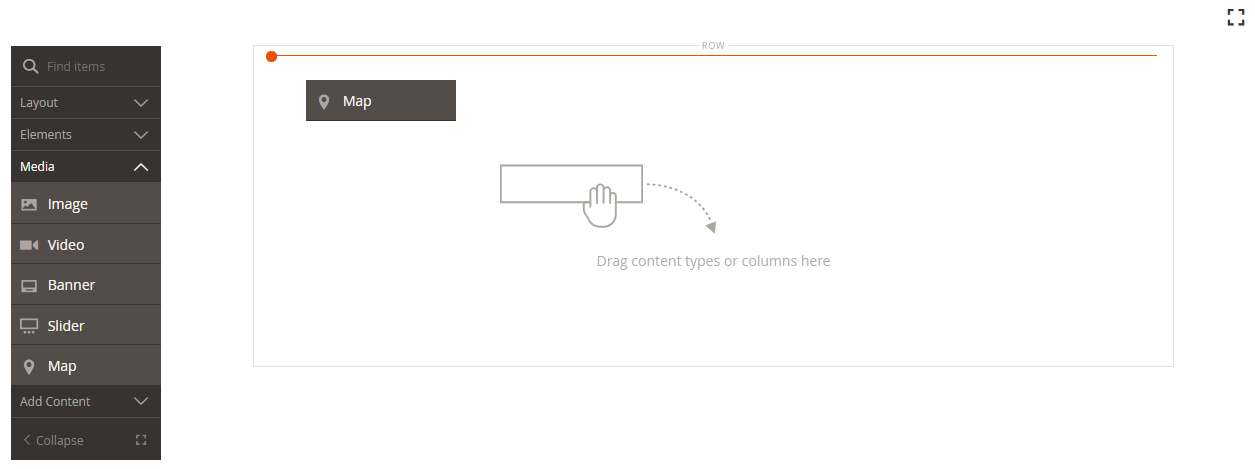 Find items
Layout
Elements
Media
Image
Video
Banner
Slider
Map
Add Content
Collapse
ROW
Map
Drag content types or columns here